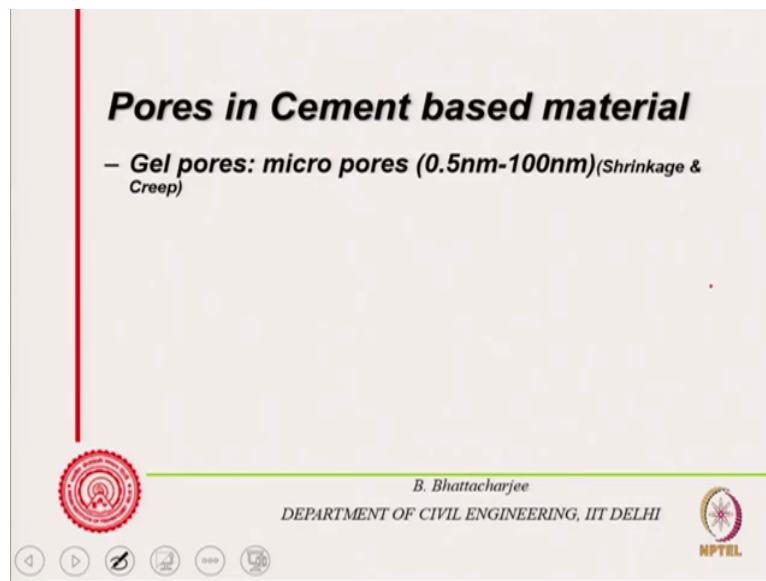 Pores in Cement based material
– Gel pores: micro pores (0.5nm-100nm)(Shrinkage &
Creep)
B. Bhattacharjee
DEPARTMENT OF CIVIL ENGINEERING, IIT DELHI
NPTEL